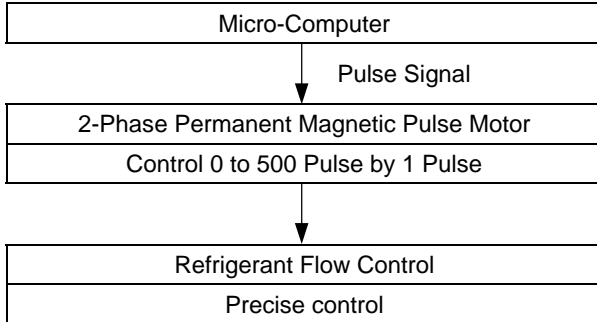 Micro-Computer
Pulse Signal
2-Phase Permanent Magnetic Pulse Motor
Control 0 to 500 Pulse by 1 Pulse
Refrigerant Flow Control
Precise control